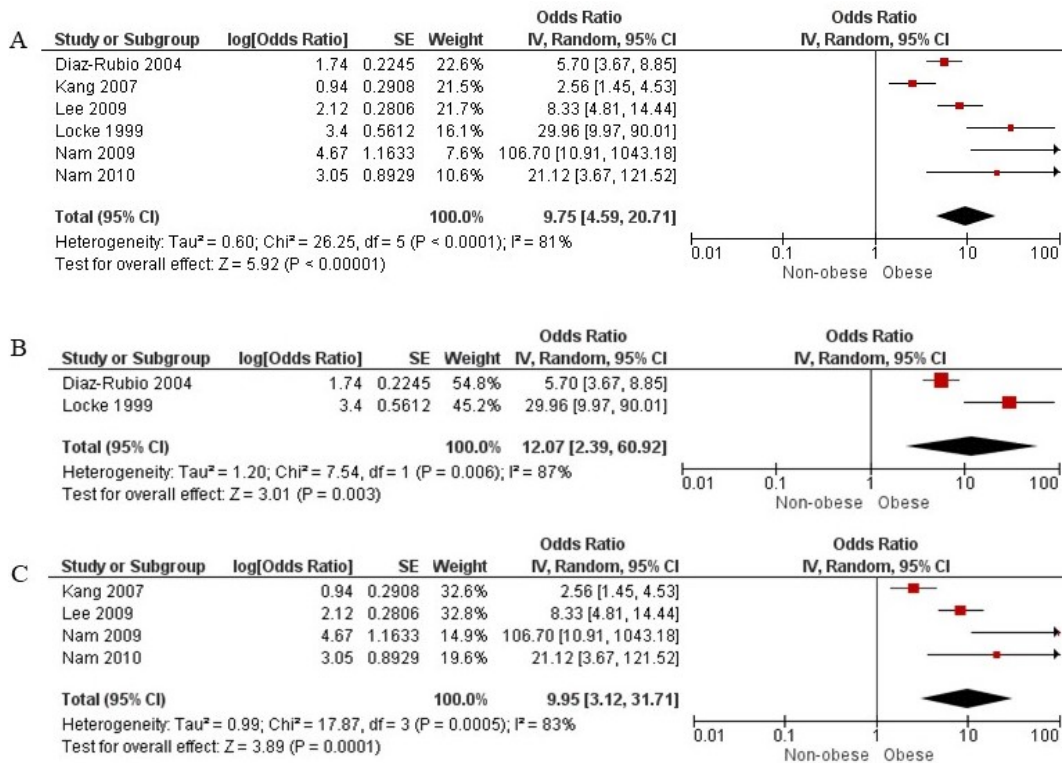 A
Odds Ratio Odds Ratio
Study or Subgroup log[Odds Ratio] SE Weight IV, Random, 95% CI IV, Random, 95% CI
Diaz-Rubio 2004 1.74 0.2245 22.6% 5.70 [3.67, 8.85]
Kang 2007 0.94 0.2908 21.5% 2.56 [1.45, 4.53]
Lee 2009 2.12 0.2806 21.7% 8.33 [4.81, 14.44]
Locke 1999 3.4 0.5612 16.1% 29.96 [9.97, 90.01]
Nam 2009 4.67 1.1633 7.6% 106.70 [10.91, 1043.18]
Nam 2010 3.05 0.8929 10.6% 21.12 [3.67, 121.52]
Total (95% CI) 100.0% 9.75 [4.59, 20.71]
Heterogeneity: Tau² = 0.60; Chi² = 26.25, df = 5 (P < 0.0001); I² = 81%
Test for overall effect: Z = 5.92 (P < 0.00001)
0.01 0.1 1 10 100
Non-obese Obese
B
Odds Ratio Odds Ratio
Study or Subgroup log[Odds Ratio] SE Weight IV, Random, 95% CI IV, Random, 95% CI
Diaz-Rubio 2004 1.74 0.2245 54.8% 5.70 [3.67, 8.85]
Locke 1999 3.4 0.5612 45.2% 29.96 [9.97, 90.01]
Total (95% CI) 100.0% 12.07 [2.39, 60.92]
Heterogeneity: Tau² = 1.20; Chi² = 7.54, df = 1 (P = 0.006); I² = 87%
Test for overall effect: Z = 3.01 (P = 0.003)
0.01 0.1 1 10 100
Non-obese Obese
C
Odds Ratio Odds Ratio
Study or Subgroup log[Odds Ratio] SE Weight IV, Random, 95% CI IV, Random, 95% CI
Kang 2007 0.94 0.2908 32.6% 2.56 [1.45, 4.53]
Lee 2009 2.12 0.2806 32.8% 8.33 [4.81, 14.44]
Nam 2009 4.67 1.1633 14.9% 106.70 [10.91, 1043.18]
Nam 2010 3.05 0.8929 19.6% 21.12 [3.67, 121.52]
Total (95% CI) 100.0% 9.95 [3.12, 31.71]
Heterogeneity: Tau² = 0.99; Chi² = 17.87, df = 3 (P = 0.0005); I² = 83%
Test for overall effect: Z = 3.89 (P = 0.0001)
0.01 0.1 1 10 100
Non-obese Obese